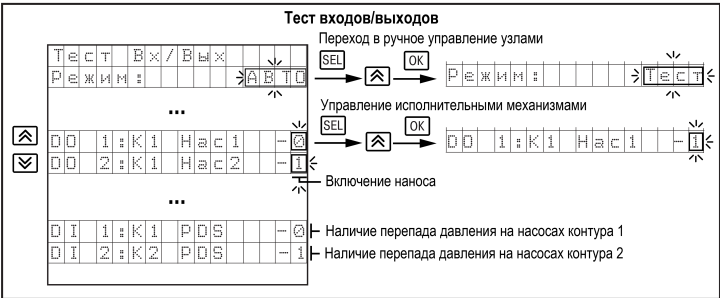 Тест входов/выходов
Переход в ручное управление узлами
Тест Вх/Вых
SEL OK
Режим: АВТО
Режим: Тест
...
Управление исполнительными механизмами
SEL OK
DO 1:К1 Нас1 -0
DO 1:К1 Нас1 -1
DO 2:К1 Нас2 -1
Включение наноса
...
DI 1:К1 PDS -0
Наличие перепада давления на насосах контура 1
DI 2:К2 PDS -1
Наличие перепада давления на насосах контура 2